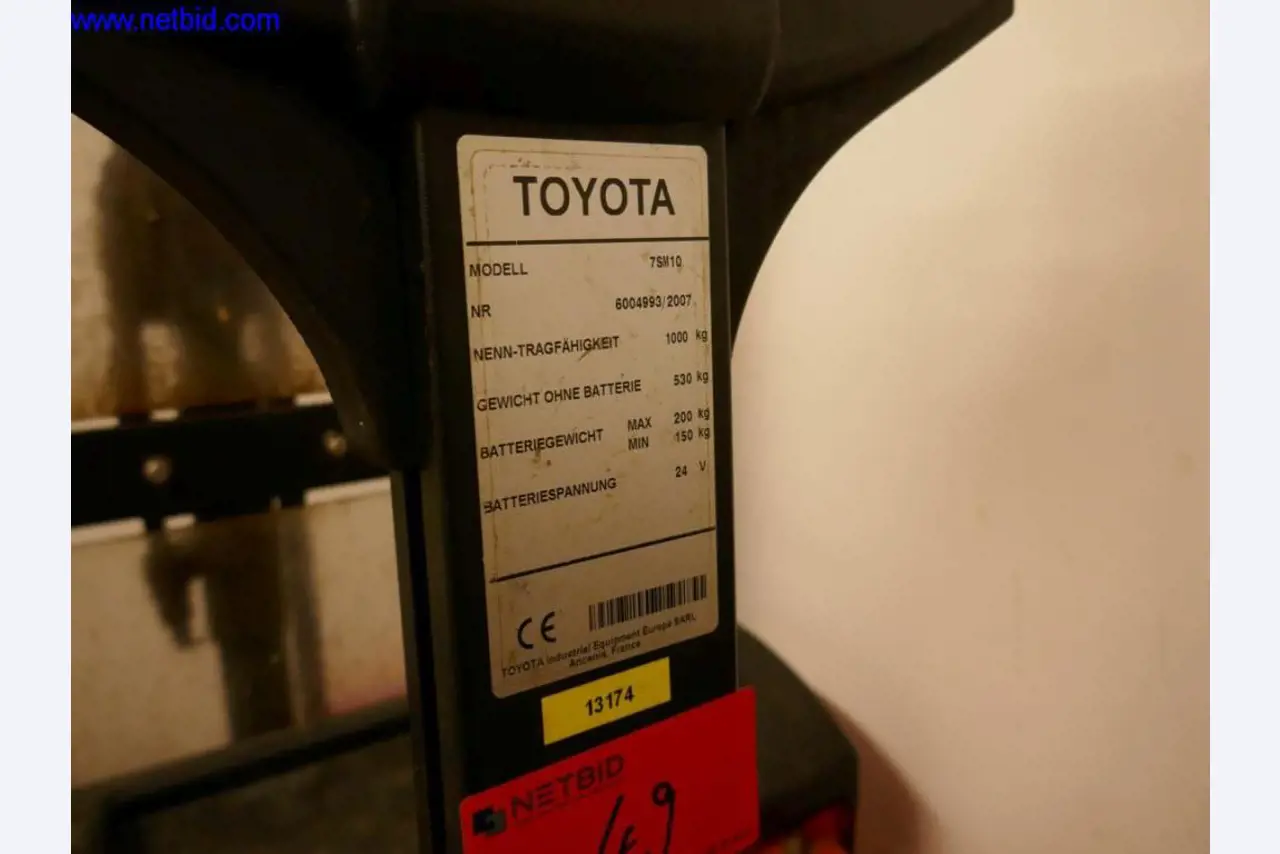 www.netbid.com
TOYOTA
MODELL 7SM10
NR 6004993/2007
NENN-TRAGFÄHIGKEIT 1000 kg
GEWICHT OHNE BATTERIE 530 kg
BATTERIEGEWICHT MAX 200 kg
MIN 150 kg
BATTERIESPANNUNG 24 V
CE
TOYOTA Industrial Equipment Europe SARL
Ancenis, France
13174
NETBID